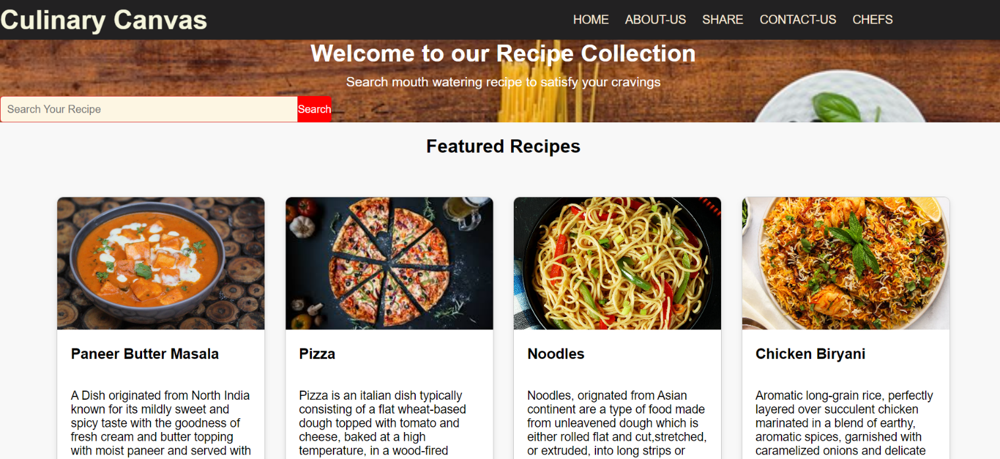 Culinary Canvas
HOME ABOUT-US SHARE CONTACT-US CHEFS
Welcome to our Recipe Collection
Search mouth watering recipe to satisfy your cravings
Search Your Recipe Search
Featured Recipes
Paneer Butter Masala
A Dish originated from North India
known for its mildly sweet and
spicy taste with the goodness of
fresh cream and butter topping
with moist paneer and served with
Pizza
Pizza is an italian dish typically
consisting of a flat wheat-based
dough topped with tomato and
cheese, baked at a high
temperature, in a wood-fired
Noodles
Noodles, orignated from Asian
continent are a type of food made
from unleavened dough which is
either rolled flat and cut,stretched,
or extruded, into long strips or
Chicken Biryani
Aromatic long-grain rice, perfectly
layered over succulent chicken
marinated in a blend of earthy,
aromatic spices, garnished with
caramelized onions and delicate